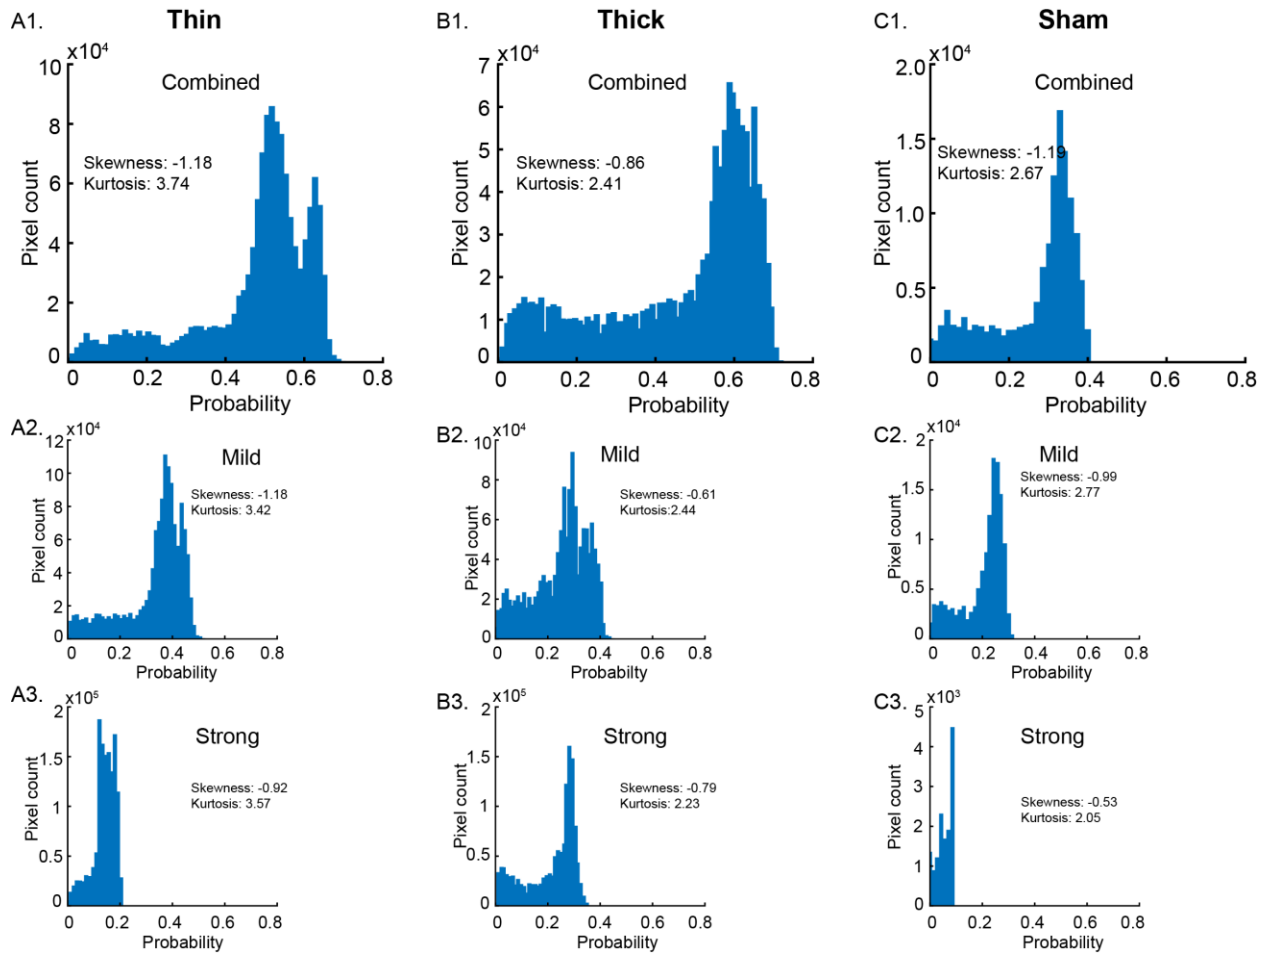 A1.
Thin
x10⁴
10
8
6
4
2
0
Combined
Skewness: -1.18
Kurtosis: 3.74
Pixel count
0 0.2 0.4 0.6 0.8
Probability
B1.
Thick
x10⁴
7
6
5
4
3
2
1
0
Combined
Skewness: -0.86
Kurtosis: 2.41
Pixel count
0 0.2 0.4 0.6 0.8
Probability
C1.
Sham
x10⁴
2.0
1.5
1.0
0.5
0
Combined
Skewness: -1.19
Kurtosis: 2.67
Pixel count
0 0.2 0.4 0.6 0.8
Probability
A2.
x10⁴
12
10
8
6
4
2
0
Mild
Skewness: -1.18
Kurtosis: 3.42
Pixel count
0 0.2 0.4 0.6 0.8
Probability
B2.
x10⁴
10
8
6
4
2
0
Mild
Skewness: -0.61
Kurtosis:2.44
Pixel count
0 0.2 0.4 0.6 0.8
Probability
C2.
x10⁴
2
1.5
1
0.5
0
Mild
Skewness: -0.99
Kurtosis: 2.77
Pixel count
0 0.2 0.4 0.6 0.8
Probability
A3.
x10⁵
2
1.5
1
0.5
0
Strong
Skewness: -0.92
Kurtosis: 3.57
Pixel count
0 0.2 0.4 0.6 0.8
Probability
B3.
x10⁵
2
1.5
1
0.5
0
Strong
Skewness: -0.79
Kurtosis: 2.23
Pixel count
0 0.2 0.4 0.6 0.8
Probability
C3.
x10³
5
4
3
2
1
0
Strong
Skewness: -0.53
Kurtosis: 2.05
Pixel count
0 0.2 0.4 0.6 0.8
Probability